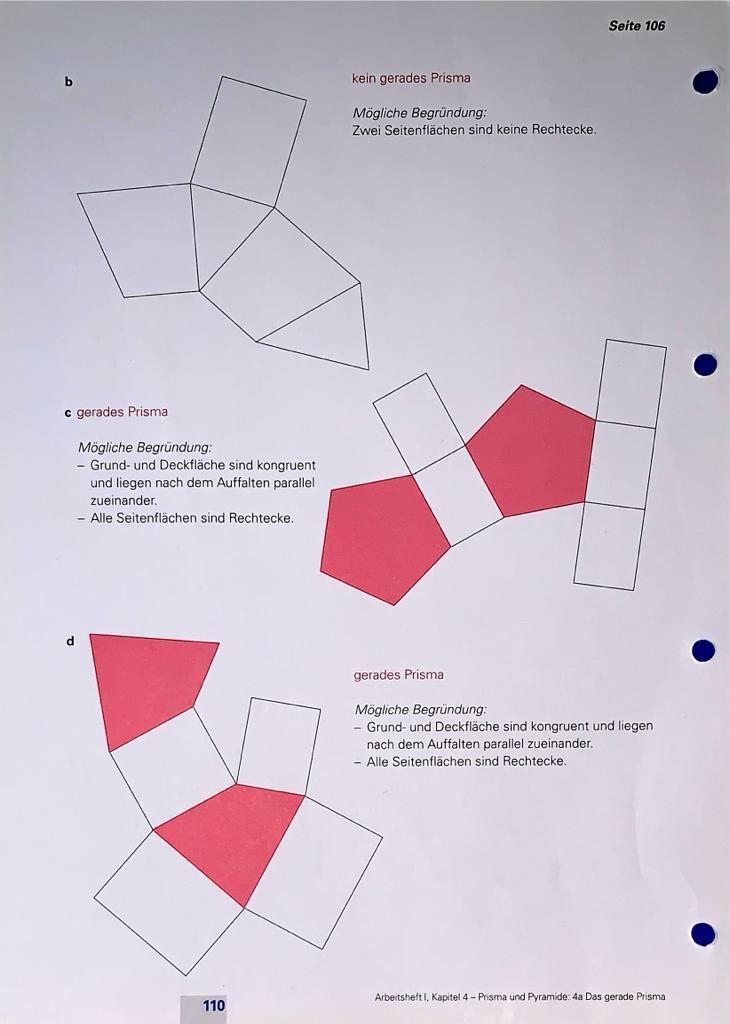 Seite 106
b
kein gerades Prisma
Mögliche Begründung:
Zwei Seitenflächen sind keine Rechtecke.
c gerades Prisma
Mögliche Begründung:
– Grund- und Deckfläche sind kongruent
und liegen nach dem Auffalten parallel
zueinander.
– Alle Seitenflächen sind Rechtecke.
d
gerades Prisma
Mögliche Begründung:
– Grund- und Deckfläche sind kongruent und liegen
nach dem Auffalten parallel zueinander.
– Alle Seitenflächen sind Rechtecke.
110
Arbeitsheft I, Kapitel 4 – Prisma und Pyramide: 4a Das gerade Prisma